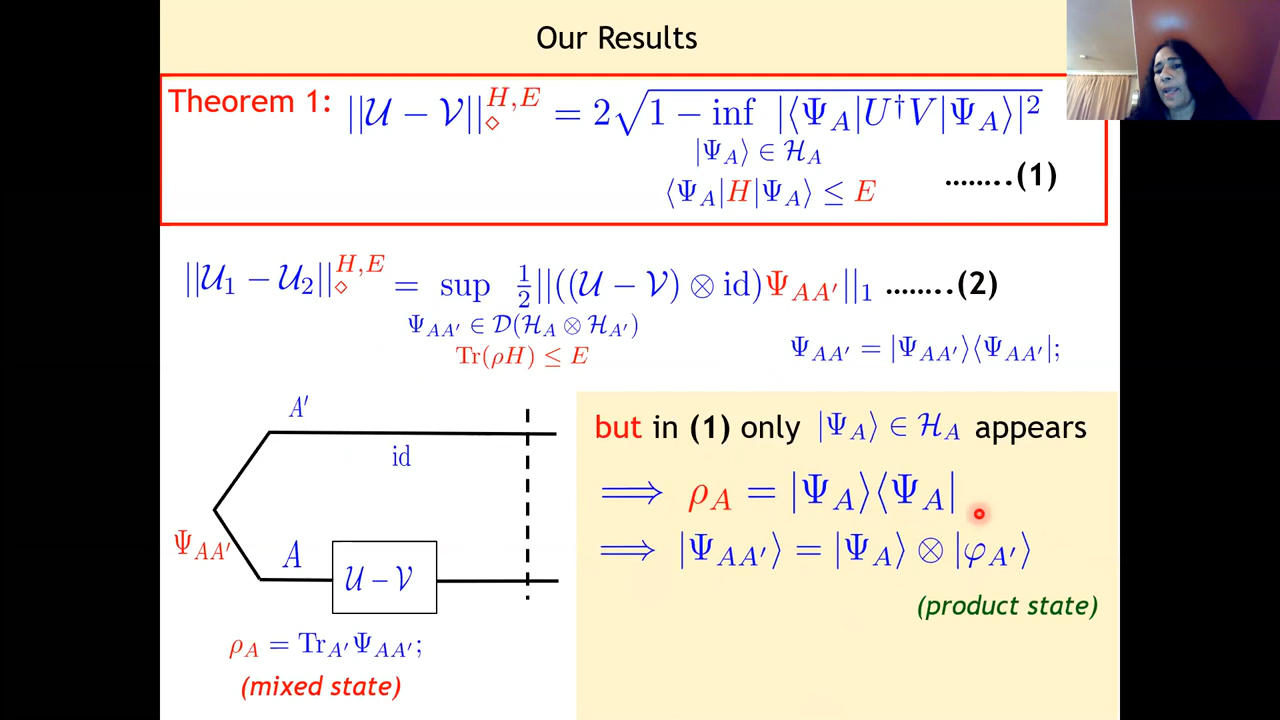 Our Results
Theorem 1: ||𝒰 − 𝒱||⋄^{H,E} = 2√(1 − inf |⟨Ψ_A|U†V|Ψ_A⟩|²)
|Ψ_A⟩ ∈ ℋ_A
⟨Ψ_A|H|Ψ_A⟩ ≤ E ........(1)
||𝒰₁ − 𝒰₂||⋄^{H,E} = sup ½||((𝒰 − 𝒱) ⊗ id)Ψ_{AA′}||₁ ........(2)
Ψ_{AA′} ∈ 𝒟(ℋ_A ⊗ ℋ_{A′})
Tr(ρH) ≤ E
Ψ_{AA′} = |Ψ_{AA′}⟩⟨Ψ_{AA′}|;
A′
id
Ψ_{AA′}
A
𝒰 − 𝒱
ρ_A = Tr_{A′}Ψ_{AA′};
(mixed state)
but in (1) only |Ψ_A⟩ ∈ ℋ_A appears
⟹ ρ_A = |Ψ_A⟩⟨Ψ_A|
⟹ |Ψ_{AA′}⟩ = |Ψ_A⟩ ⊗ |φ_{A′}⟩
(product state)